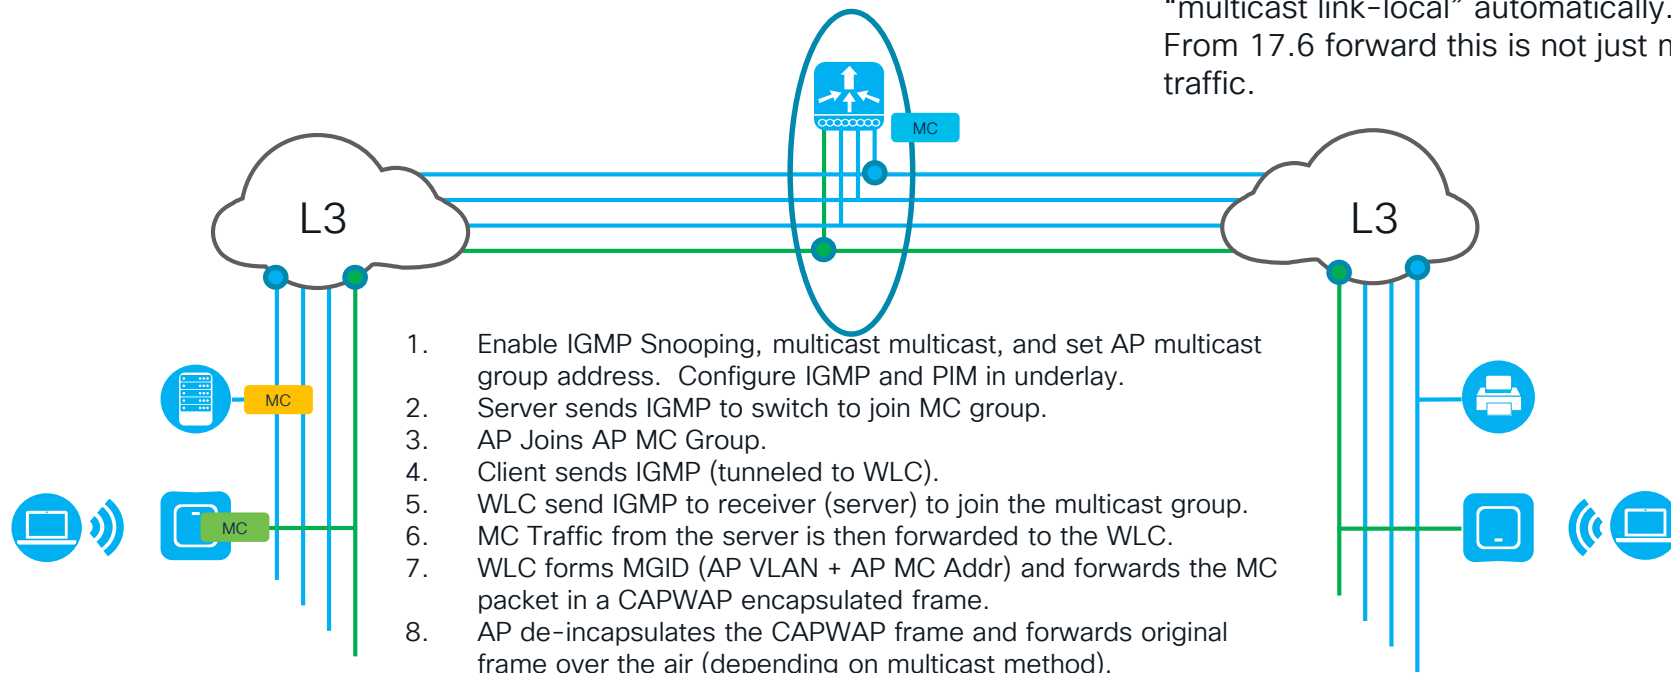 "multicast link-local" automatically.
From 17.6 forward this is not just
traffic.
MC
L3
L3
1. Enable IGMP Snooping, multicast multicast, and set AP multicast
group address. Configure IGMP and PIM in underlay.
2. Server sends IGMP to switch to join MC group.
3. AP Joins AP MC Group.
4. Client sends IGMP (tunneled to WLC).
5. WLC send IGMP to receiver (server) to join the multicast group.
6. MC Traffic from the server is then forwarded to the WLC.
7. WLC forms MGID (AP VLAN + AP MC Addr) and forwards the MC
packet in a CAPWAP encapsulated frame.
8. AP de-incapsulates the CAPWAP frame and forwards original
frame over the air (depending on multicast method).
MC
MC